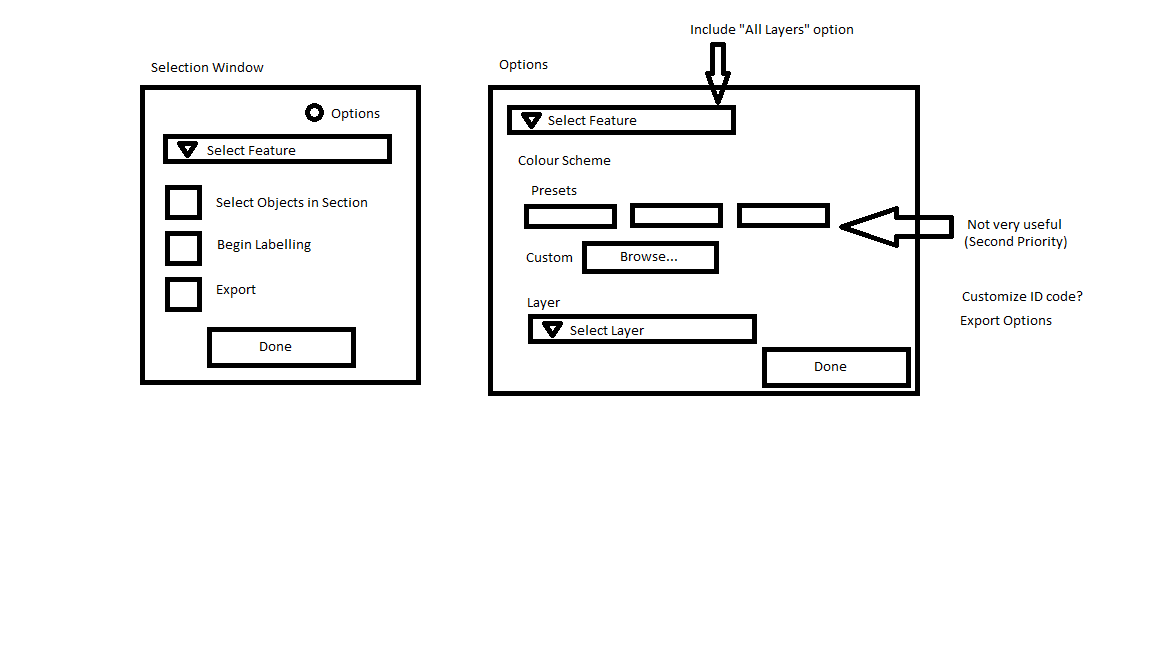 Include "All Layers" option
Selection Window
Options
Select Feature
Select Objects in Section
Begin Labelling
Export
Done
Options
Select Feature
Colour Scheme
Presets
Custom
Browse...
Layer
Select Layer
Done
Not very useful
(Second Priority)
Customize ID code?
Export Options